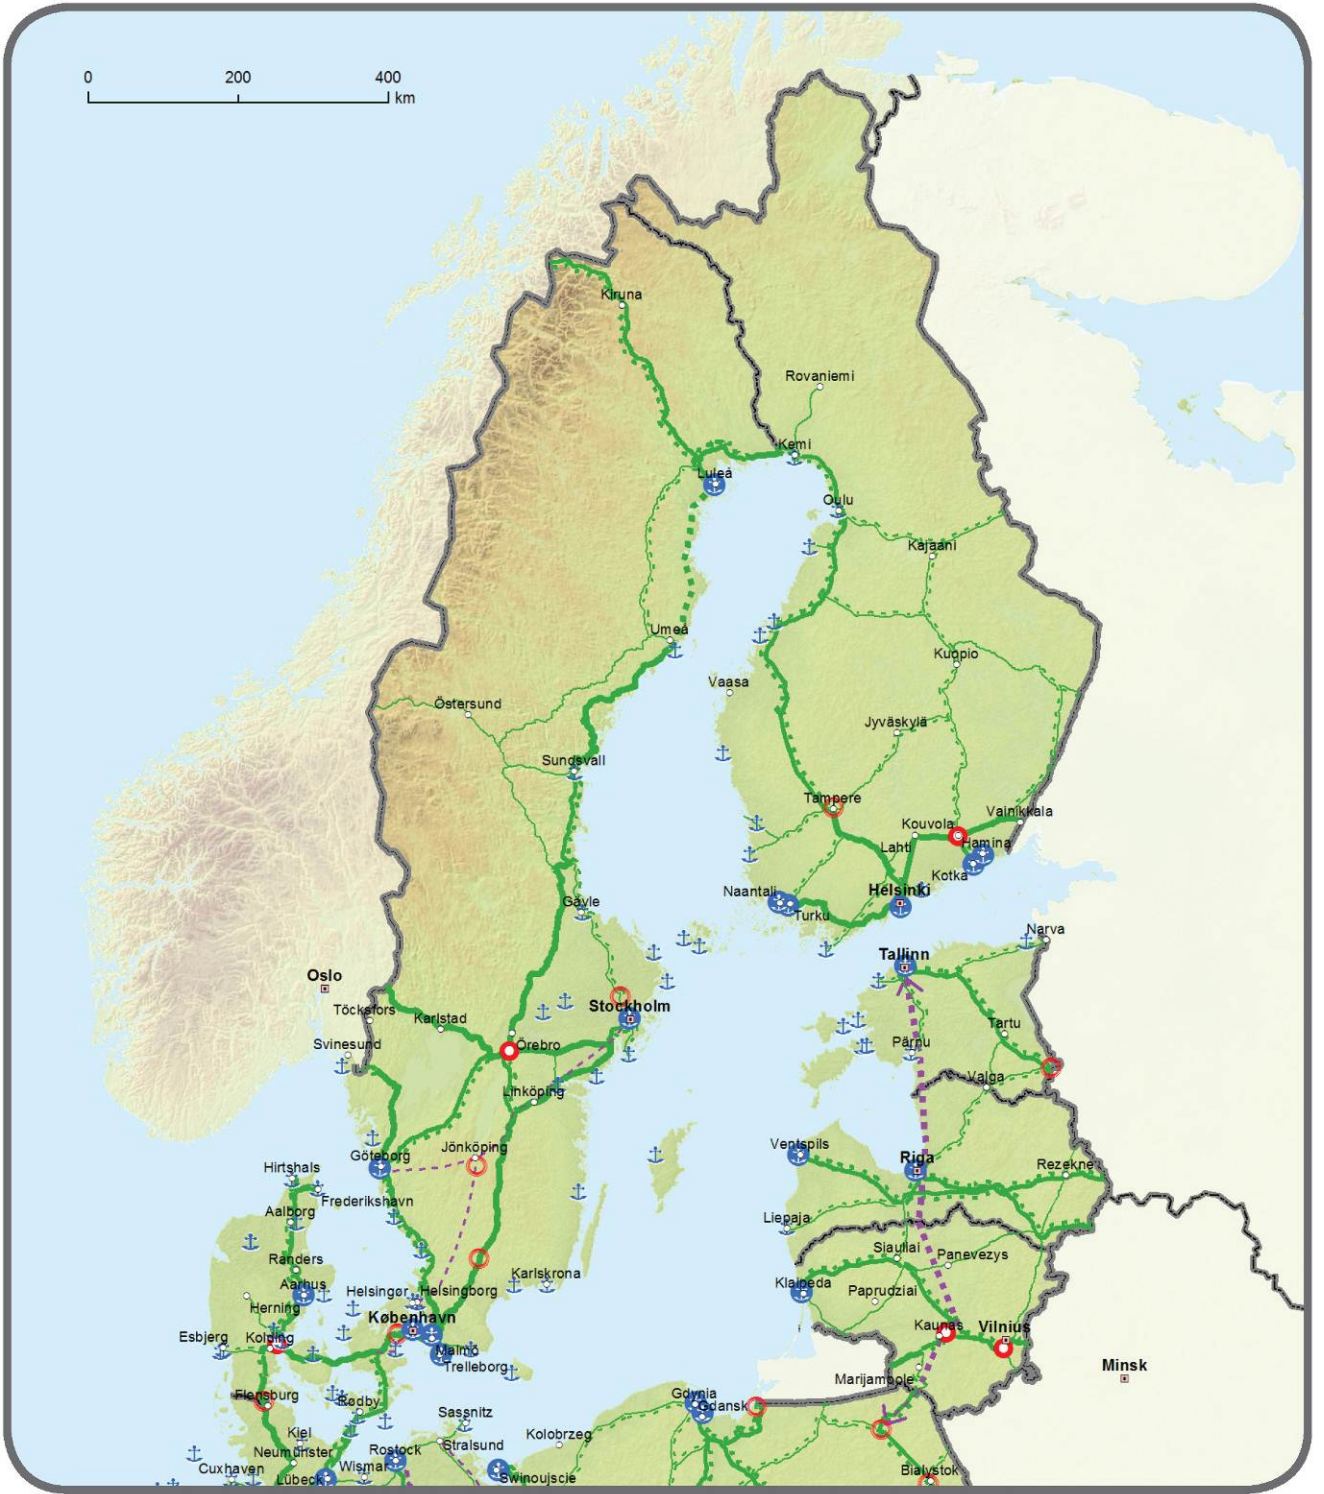 0 200 400
km
Kiruna
Rovaniemi
Kemi
Luleå
Oulu
Kajaani
Umeå
Kuopio
Vaasa
Östersund
Jyväskylä
Sundsvall
Tampere
Vainikkala
Kouvola
Hamina
Lahti
Kotka
Naantali
Helsinki
Gävle
Turku
Narva
Tallinn
Oslo
Stockholm
Töcksfors
Karlstad
Tartu
Svinesund
Örebro
Pärnu
Valga
Linköping
Jönköping
Ventspils
Göteborg
Riga
Rezekne
Hirtshals
Frederikshavn
Aalborg
Liepaja
Siauliai
Panevezys
Randers
Karlskrona
Aarhus
Helsingør
Helsingborg
Klaipeda
Paprudziai
Herning
København
Kaunas
Vilnius
Esbjerg
Kolding
Malmö
Trelleborg
Minsk
Marijampole
Flensburg
Gdynia
Rødby
Gdansk
Sassnitz
Kiel
Kolobrzeg
Stralsund
Neumünster
Rostock
Cuxhaven
Wismar
Bialystok
Lübeck
Swinoujscie